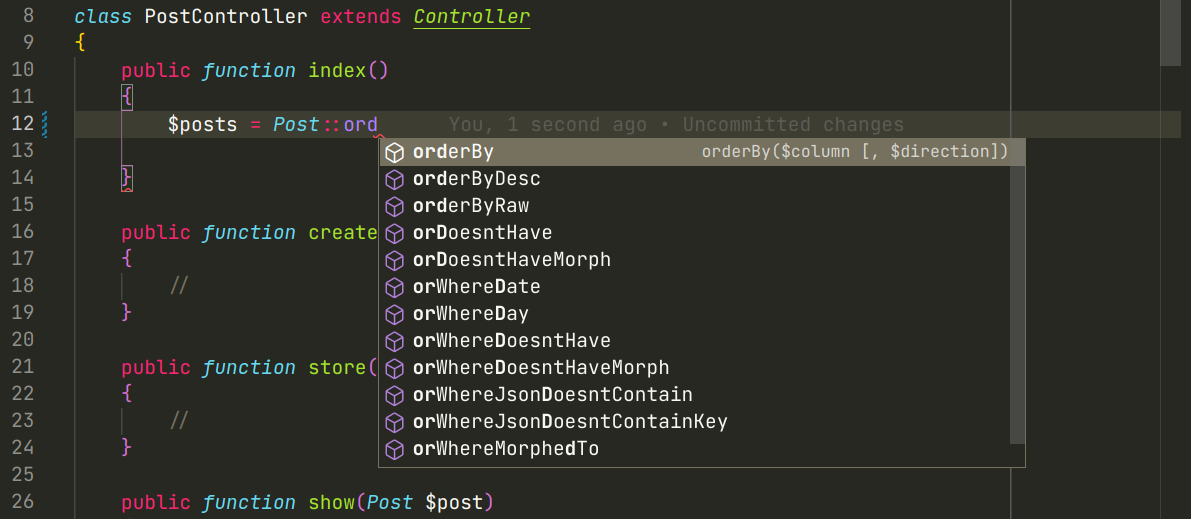 8 class PostController extends Controller
9 {
10 public function index()
11 {
12 $posts = Post::ord You, 1 second ago • Uncommitted changes
13 orderBy orderBy($column [, $direction])
14 } orderByDesc
15 orderByRaw
16 public function create orDoesntHave
17 { orDoesntHaveMorph
18 // orWhereDate
19 } orWhereDay
20 orWhereDoesntHave
21 public function store( orWhereDoesntHaveMorph
22 { orWhereJsonDoesntContain
23 // orWhereJsonDoesntContainKey
24 } orWhereMorphedTo
25
26 public function show(Post $post)